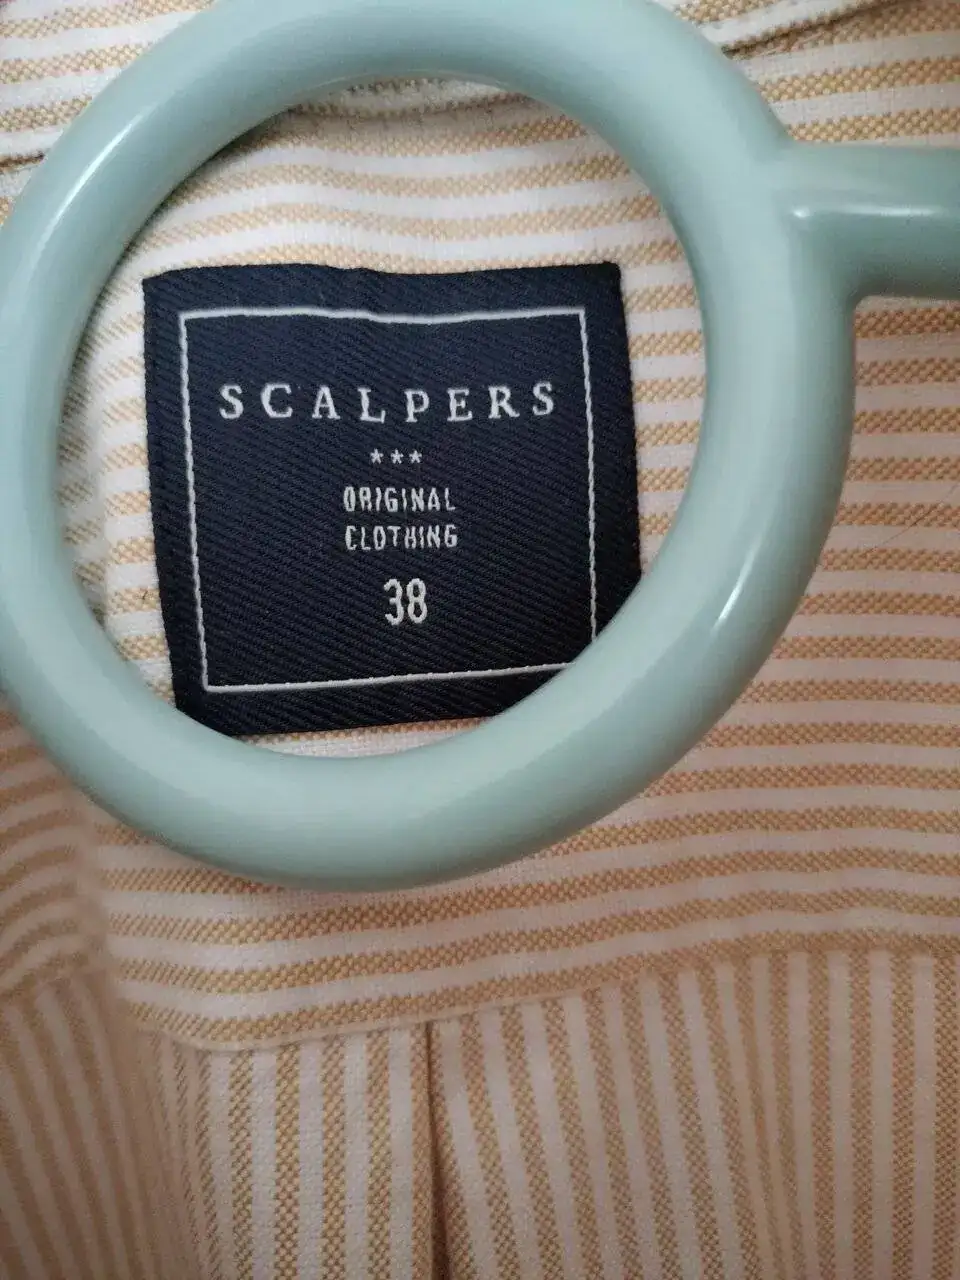 SCALPERS
***
ORIGINAL
CLOTHING
38